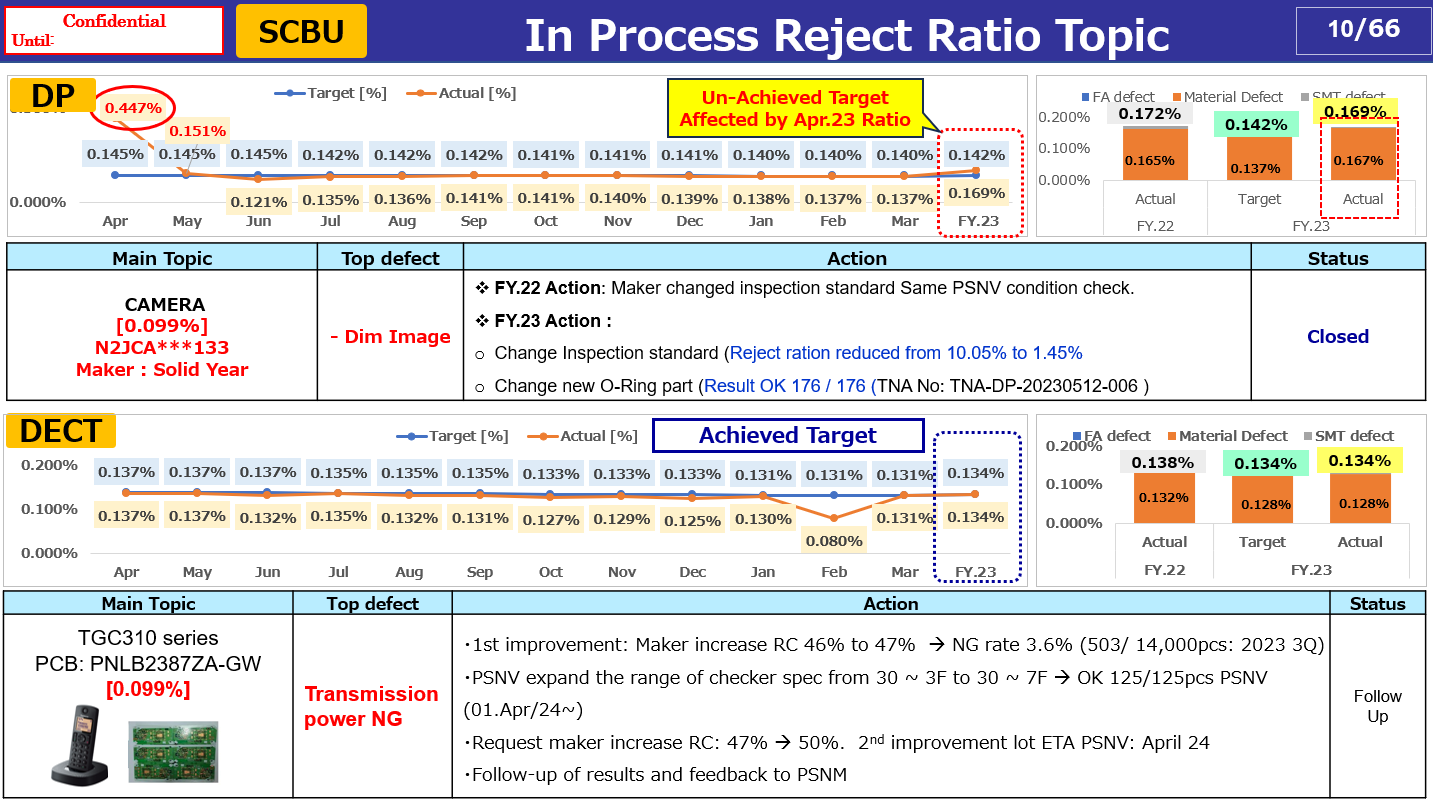 Confidential
Until:
SCBU
In Process Reject Ratio Topic
10/66
DP
Target [%]
Actual [%]
Un-Achieved Target
Affected by Apr.23 Ratio
0.447%
0.151%
0.145% 0.145% 0.145% 0.142% 0.142% 0.142% 0.141% 0.141% 0.141% 0.140% 0.140% 0.140% 0.142%
0.121% 0.135% 0.136% 0.141% 0.141% 0.140% 0.139% 0.138% 0.137% 0.137% 0.169%
0.000%
Apr May Jun Jul Aug Sep Oct Nov Dec Jan Feb Mar FY.23
FA defect Material Defect SMT defect
0.200%
0.100%
0.000%
0.172% 0.142% 0.169%
0.165% 0.137% 0.167%
Actual Target Actual
FY.22 FY.23
Main Topic Top defect Action Status
CAMERA
[0.099%]
N2JCA***133
Maker : Solid Year
- Dim Image
❖ FY.22 Action: Maker changed inspection standard Same PSNV condition check.
❖ FY.23 Action :
o Change Inspection standard (Reject ration reduced from 10.05% to 1.45%
o Change new O-Ring part (Result OK 176 / 176 (TNA No: TNA-DP-20230512-006 )
Closed
DECT
Target [%]
Actual [%]
Achieved Target
0.200%
0.100%
0.000%
0.137% 0.137% 0.137% 0.135% 0.135% 0.135% 0.133% 0.133% 0.133% 0.131% 0.131% 0.131% 0.134%
0.137% 0.137% 0.132% 0.135% 0.132% 0.131% 0.127% 0.129% 0.125% 0.130% 0.080% 0.131% 0.134%
Apr May Jun Jul Aug Sep Oct Nov Dec Jan Feb Mar FY.23
FA defect Material Defect SMT defect
0.200%
0.100%
0.000%
0.138% 0.134% 0.134%
0.132% 0.128% 0.128%
Actual Target Actual
FY.22 FY.23
Main Topic Top defect Action Status
TGC310 series
PCB: PNLB2387ZA-GW
[0.099%]
Transmission
power NG
・1st improvement: Maker increase RC 46% to 47% → NG rate 3.6% (503/ 14,000pcs: 2023 3Q)
・PSNV expand the range of checker spec from 30 ~ 3F to 30 ~ 7F → OK 125/125pcs PSNV
(01.Apr/24~)
・Request maker increase RC: 47% → 50%. 2nd improvement lot ETA PSNV: April 24
・Follow-up of results and feedback to PSNM
Follow
Up